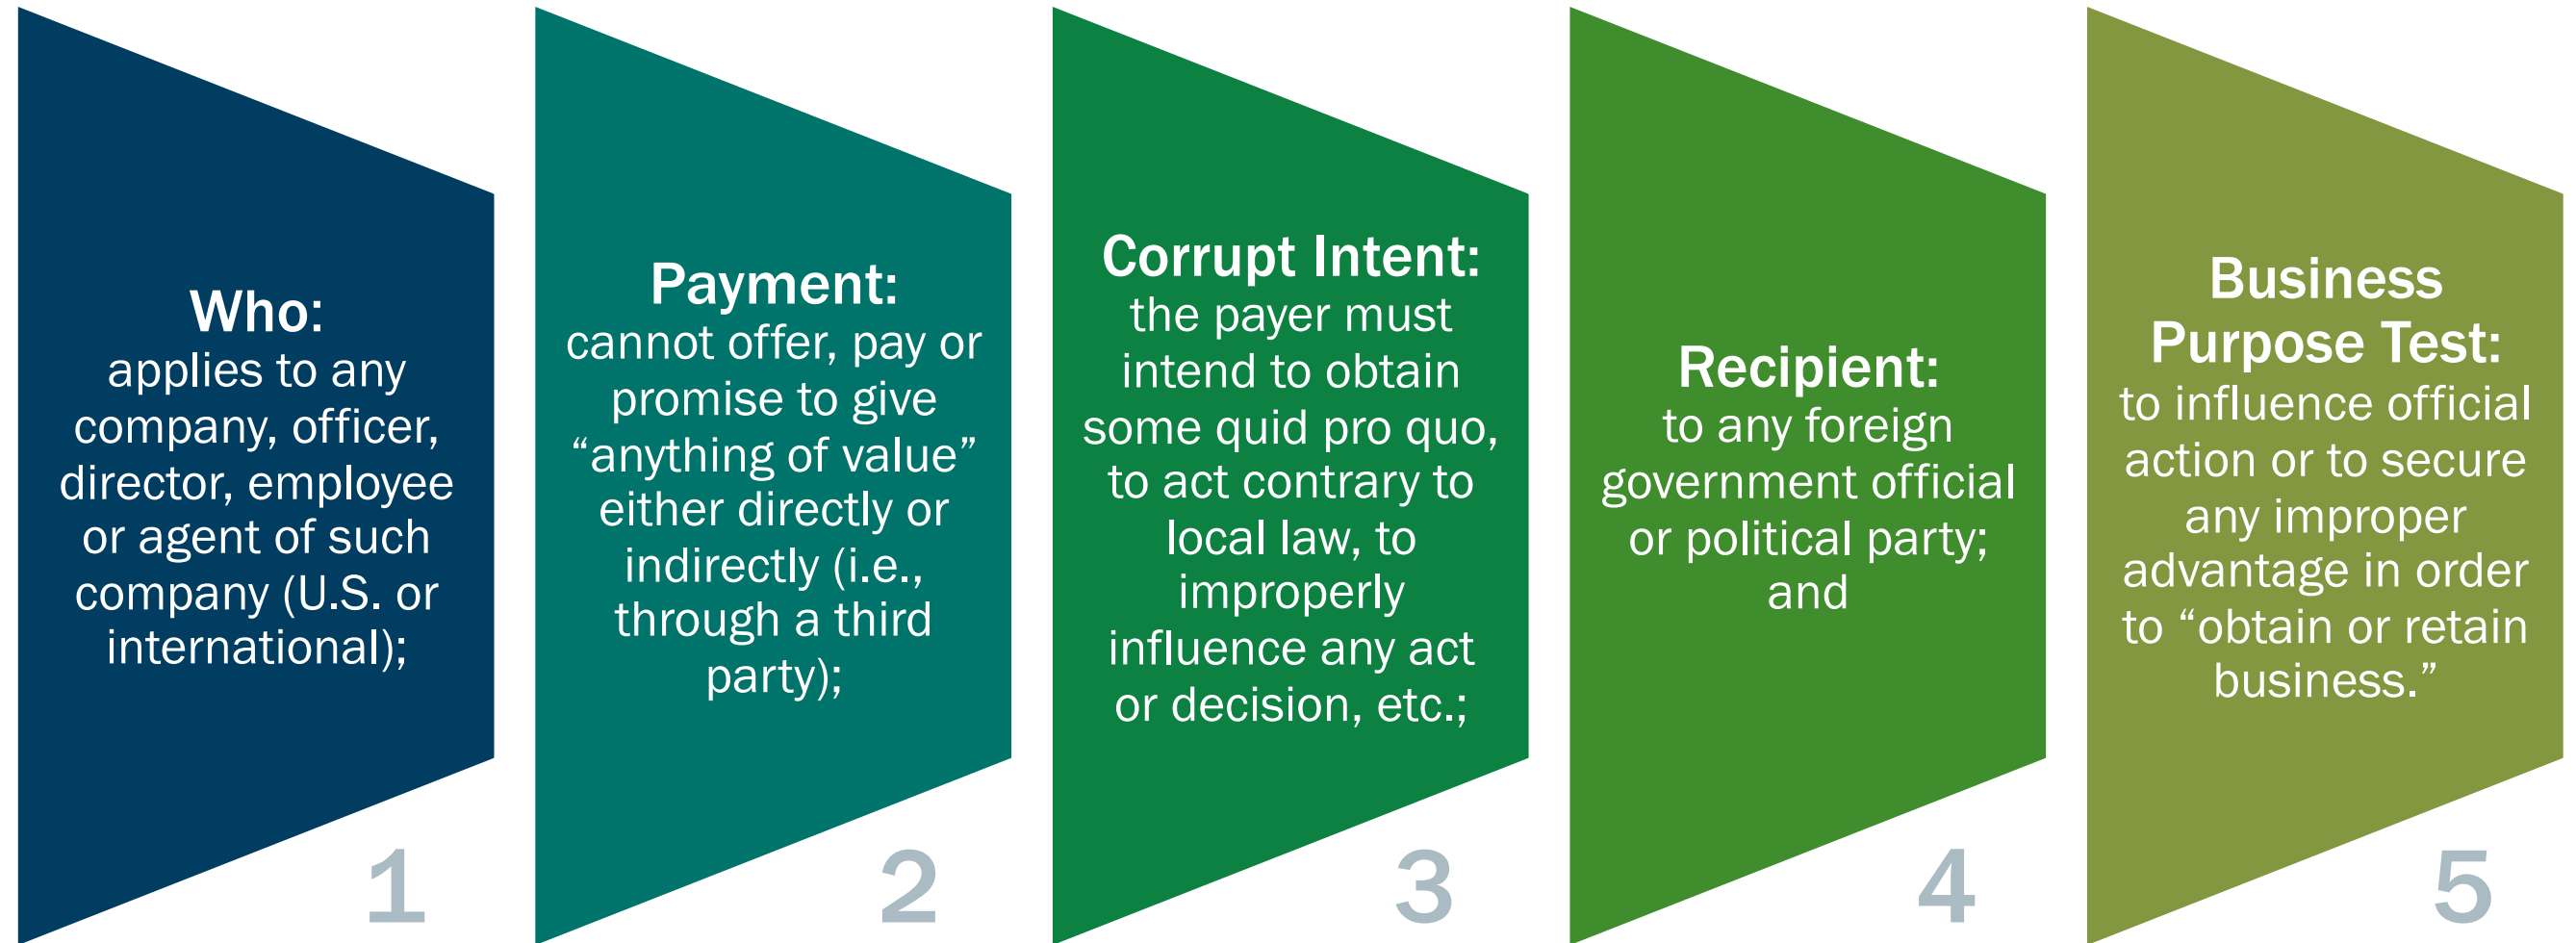 Who:
applies to any
company, officer,
director, employee
or agent of such
company (U.S. or
international);
1
Payment:
cannot offer, pay or
promise to give
“anything of value”
either directly or
indirectly (i.e.,
through a third
party);
2
Corrupt Intent:
the payer must
intend to obtain
some quid pro quo,
to act contrary to
local law, to
improperly
influence any act
or decision, etc.;
3
Recipient:
to any foreign
government official
or political party;
and
4
Business
Purpose Test:
to influence official
action or to secure
any improper
advantage in order
to “obtain or retain
business.”
5